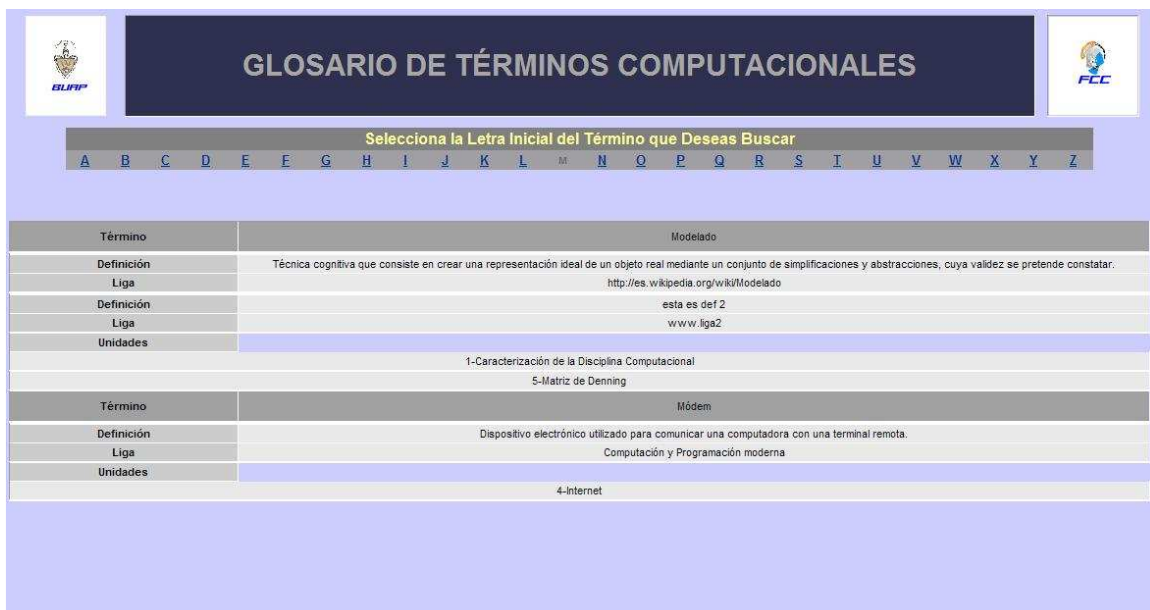 BUAP
GLOSARIO DE TÉRMINOS COMPUTACIONALES
FCC
Selecciona la Letra Inicial del Término que Deseas Buscar
A B C D E F G H I J K L M N O P Q R S T U V W X Y Z
Término Modelado
Definición Técnica cognitiva que consiste en crear una representación ideal de un objeto real mediante un conjunto de simplificaciones y abstracciones, cuya validez se pretende constatar.
Liga http://es.wikipedia.org/wiki/Modelado
Definición esta es def 2
Liga www.liga2
Unidades
1-Caracterización de la Disciplina Computacional
5-Matriz de Denning
Término Módem
Definición Dispositivo electrónico utilizado para comunicar una computadora con una terminal remota.
Liga Computación y Programación moderna
Unidades
4-Internet